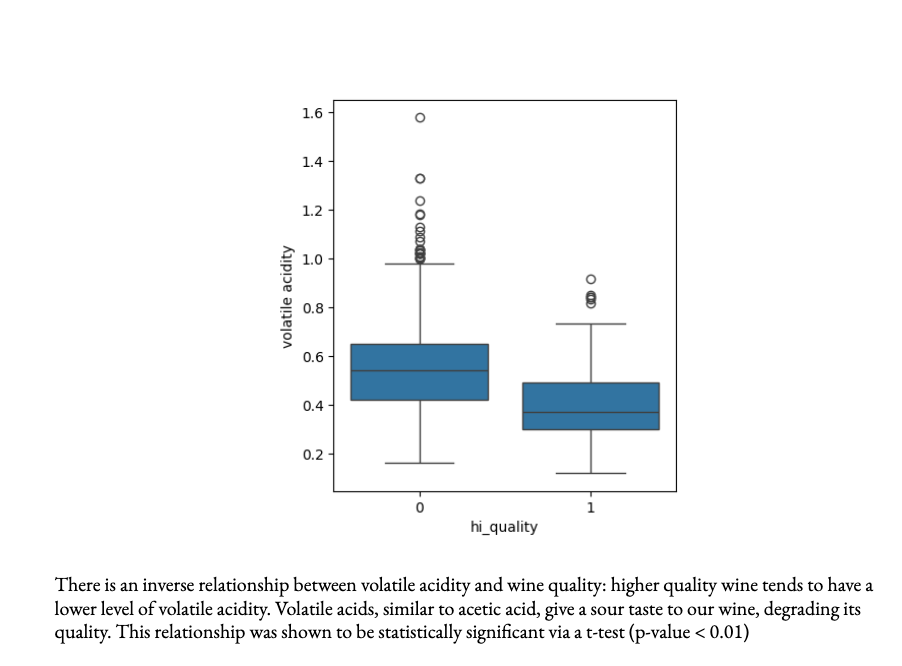 1.6
1.4
1.2
1.0
0.8
0.6
0.4
0.2
volatile acidity
0 1
hi_quality
There is an inverse relationship between volatile acidity and wine quality: higher quality wine tends to have a
lower level of volatile acidity. Volatile acids, similar to acetic acid, give a sour taste to our wine, degrading its
quality. This relationship was shown to be statistically significant via a t-test (p-value < 0.01)